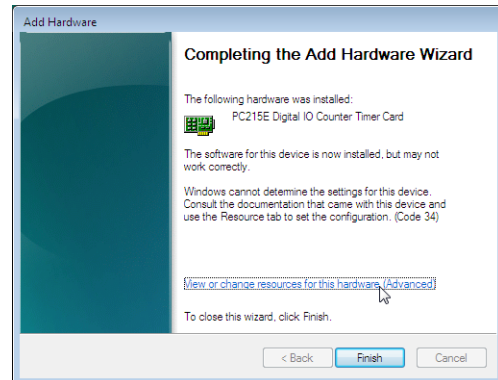 Add Hardware
Completing the Add Hardware Wizard
The following hardware was installed:
PC215E Digital IO Counter Timer Card
The software for this device is now installed, but may not
work correctly.
Windows cannot determine the settings for this device.
Consult the documentation that came with this device and
use the Resource tab to set the configuration. (Code 34)
View or change resources for this hardware (Advanced)
To close this wizard, click Finish.
< Back
Finish
Cancel